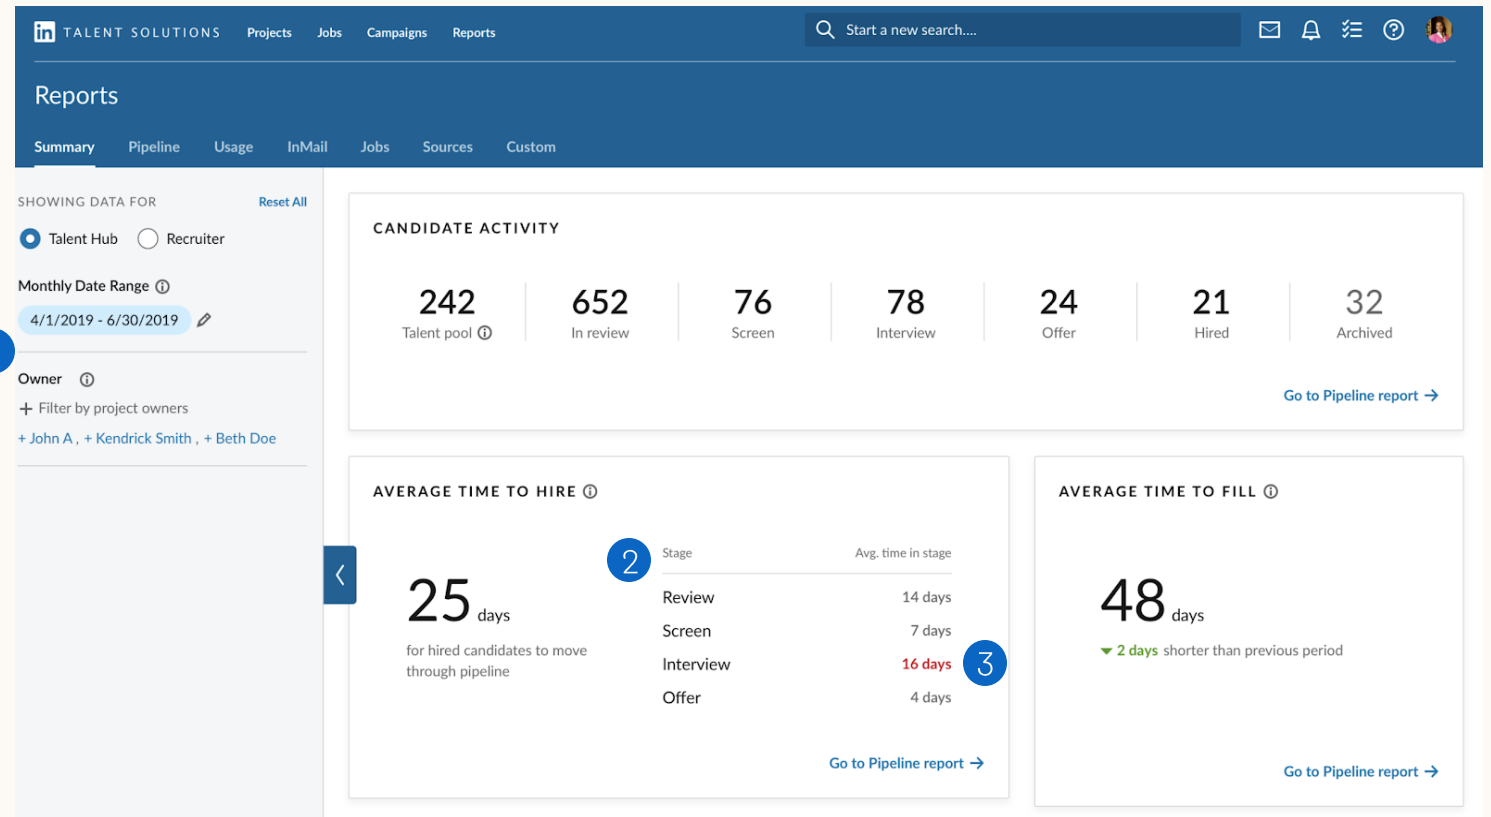 in TALENT SOLUTIONS Projects Jobs Campaigns Reports Start a new search....
Reports
Summary Pipeline Usage InMail Jobs Sources Custom
SHOWING DATA FOR Reset All
Talent Hub Recruiter
Monthly Date Range
4/1/2019 - 6/30/2019
Owner
+ Filter by project owners
+ John A , + Kendrick Smith , + Beth Doe
CANDIDATE ACTIVITY
242 652 76 78 24 21 32
Talent pool In review Screen Interview Offer Hired Archived
Go to Pipeline report →
AVERAGE TIME TO HIRE
25 days
for hired candidates to move
through pipeline
2
Stage Avg. time in stage
Review 14 days
Screen 7 days
Interview 16 days 3
Offer 4 days
Go to Pipeline report →
AVERAGE TIME TO FILL
48 days
2 days shorter than previous period
Go to Pipeline report →